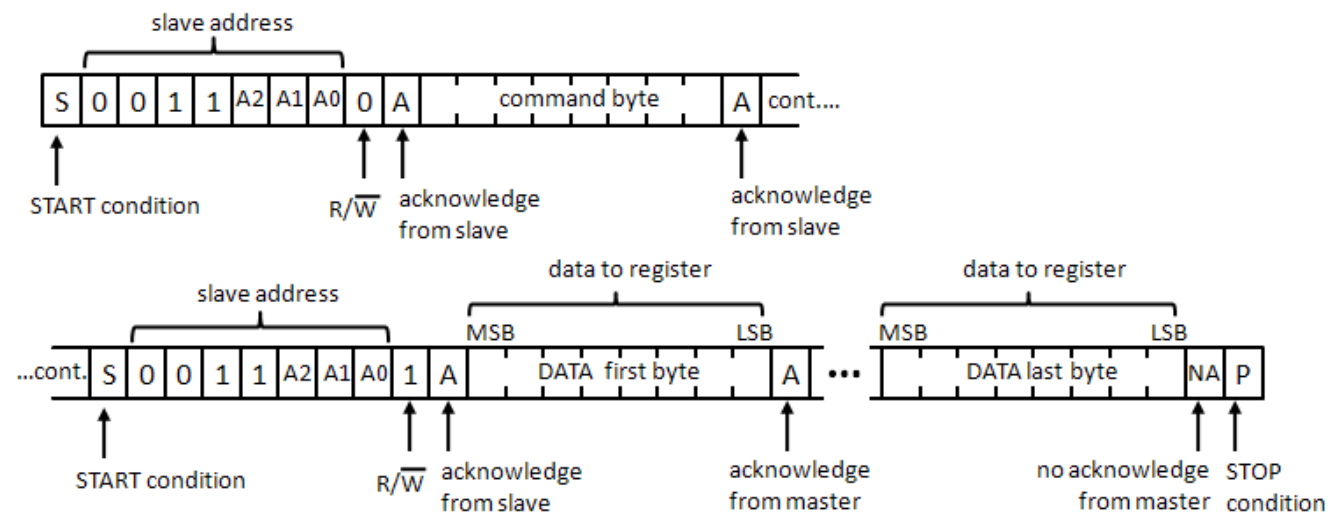 slave address
S 0 0 1 1 A2 A1 A0 0 A command byte A cont....
START condition
R/W̅
acknowledge
from slave
acknowledge
from slave
data to register
data to register
slave address
MSB LSB MSB LSB
...cont. S 0 0 1 1 A2 A1 A0 1 A DATA first byte A ••• DATA last byte NA P
START condition
R/W̅
acknowledge
from slave
acknowledge
from master
no acknowledge
from master
STOP
condition